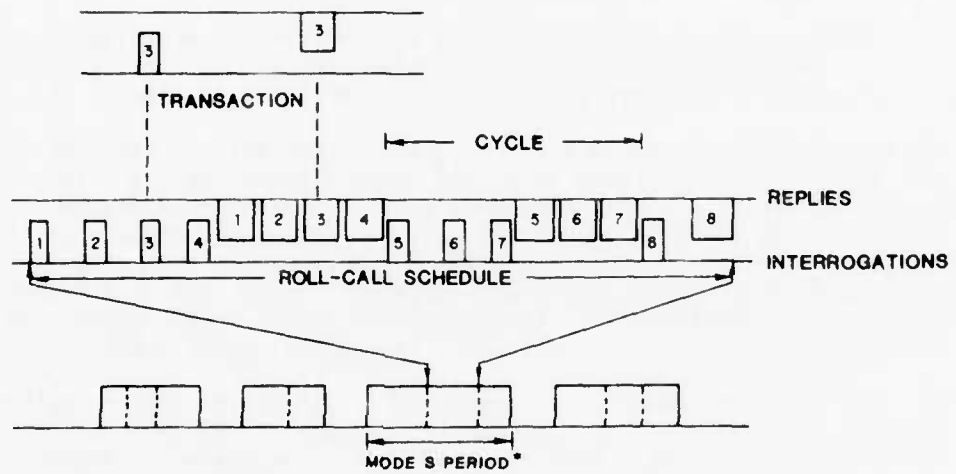 3
3
TRANSACTION
CYCLE
REPLIES
1 2 3 4 5 6 7 8
1 2 3 4 5 6 7 8
INTERROGATIONS
ROLL-CALL SCHEDULE
MODE S PERIOD*